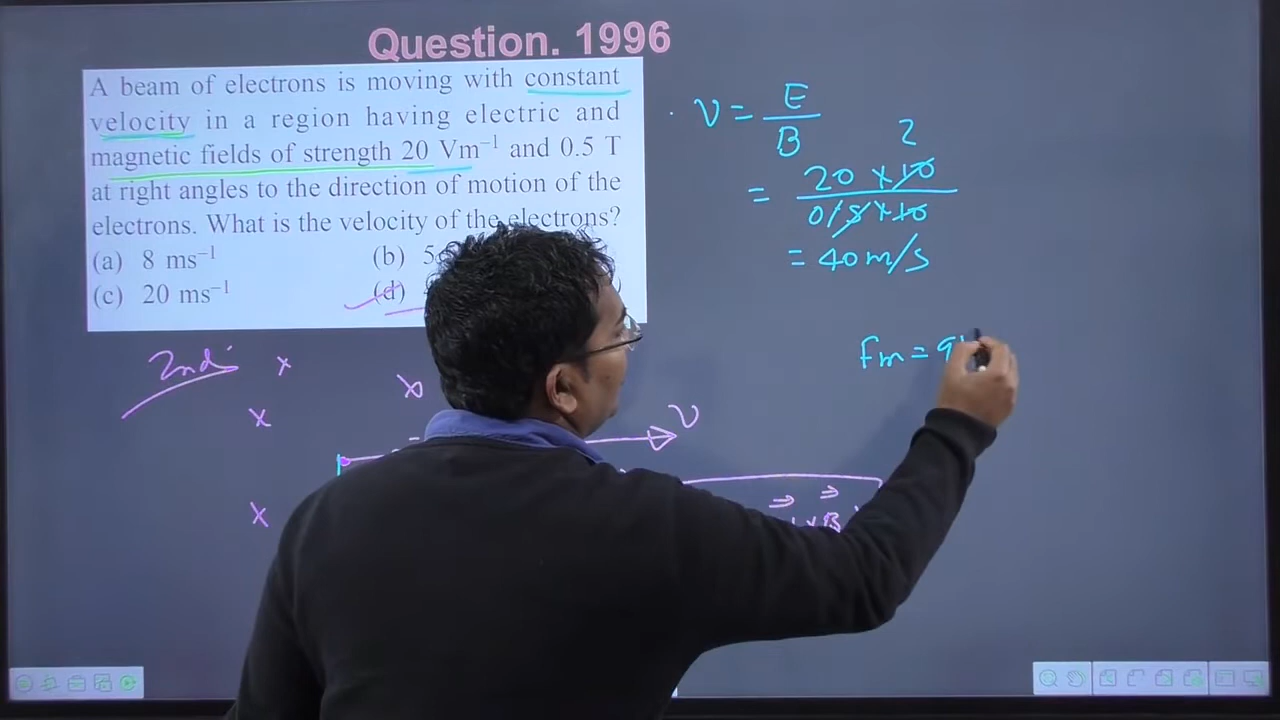 Question. 1996
A beam of electrons is moving with constant
velocity in a region having electric and
magnetic fields of strength 20 Vm⁻¹ and 0.5 T
at right angles to the direction of motion of the
electrons. What is the velocity of the electrons?
(a) 8 ms⁻¹ (b) 5
(c) 20 ms⁻¹ (d)
V = E / B
2
= 20 × 10 / 0/5 × 10
= 40 m/s
Fm = q
2nd
x x
x
V
x
× B